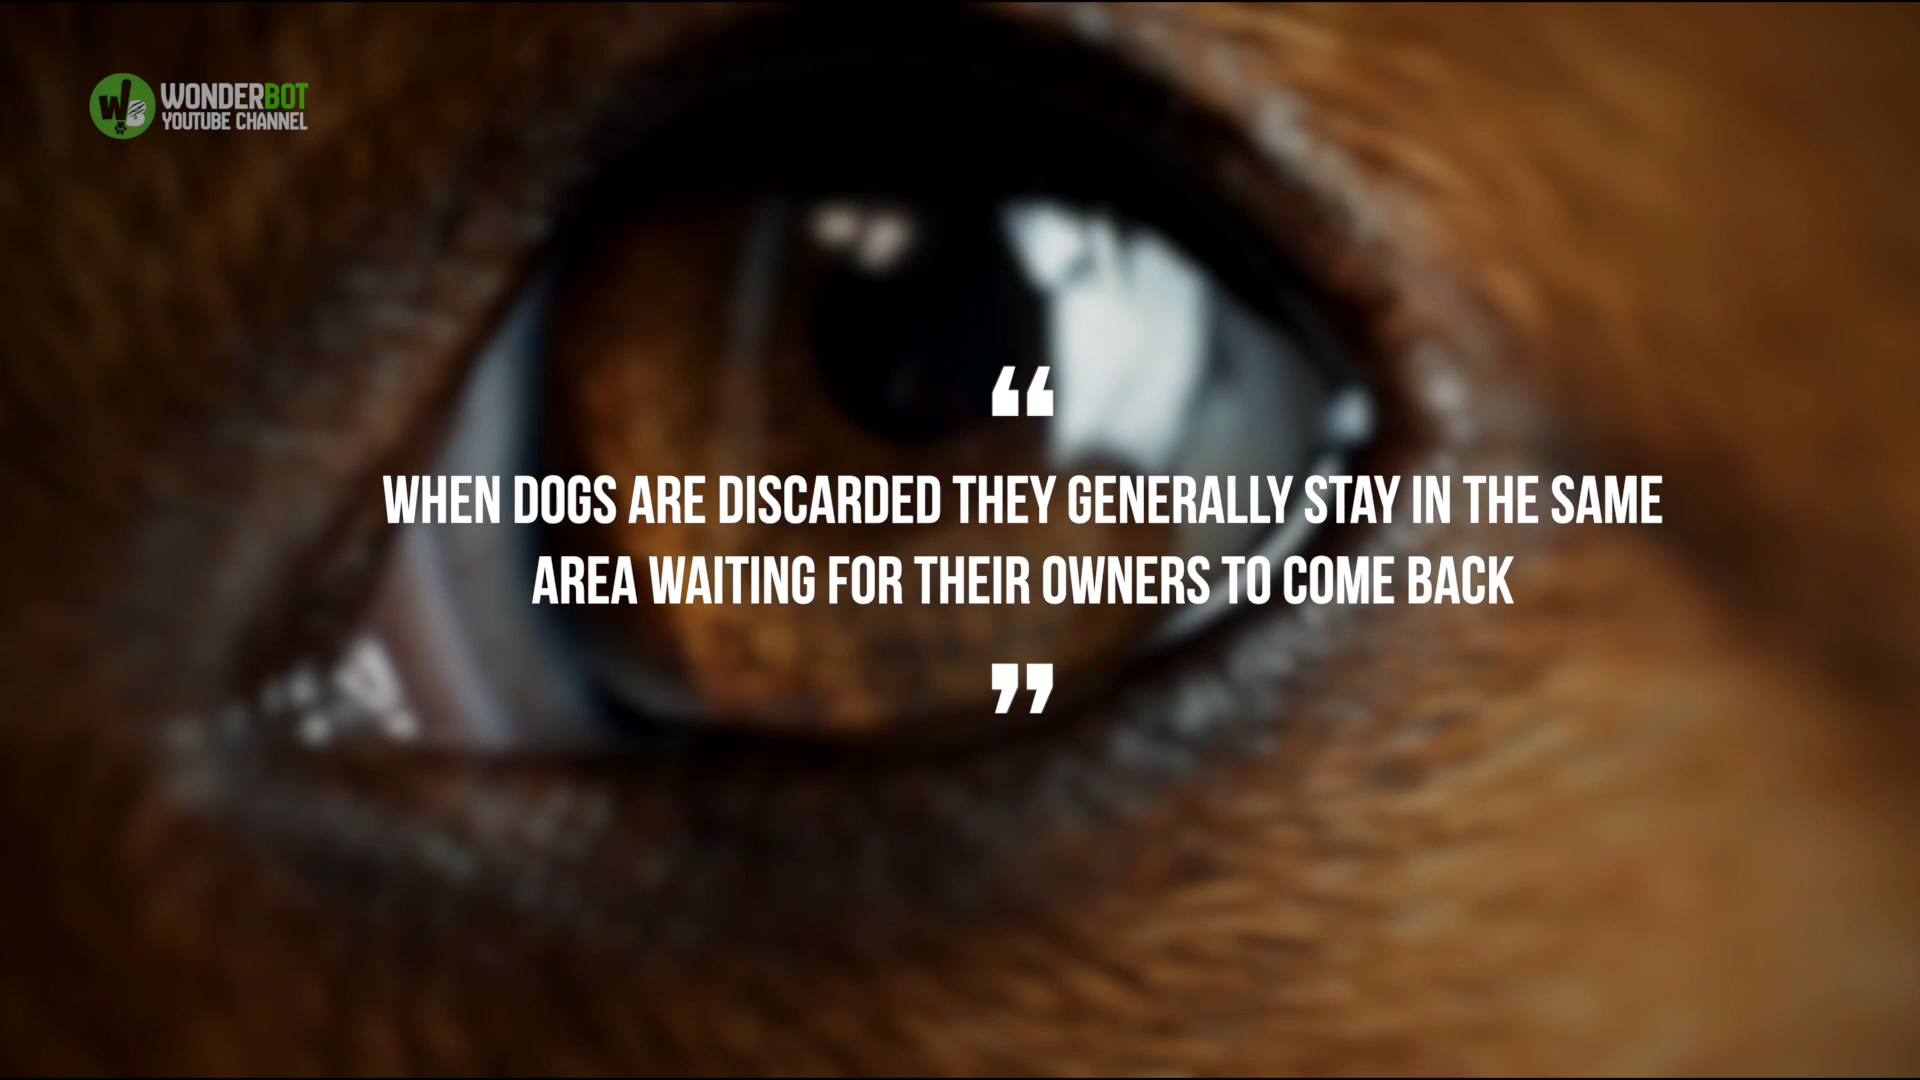 WONDERBOT
YOUTUBE CHANNEL
“
WHEN DOGS ARE DISCARDED THEY GENERALLY STAY IN THE SAME
AREA WAITING FOR THEIR OWNERS TO COME BACK
”